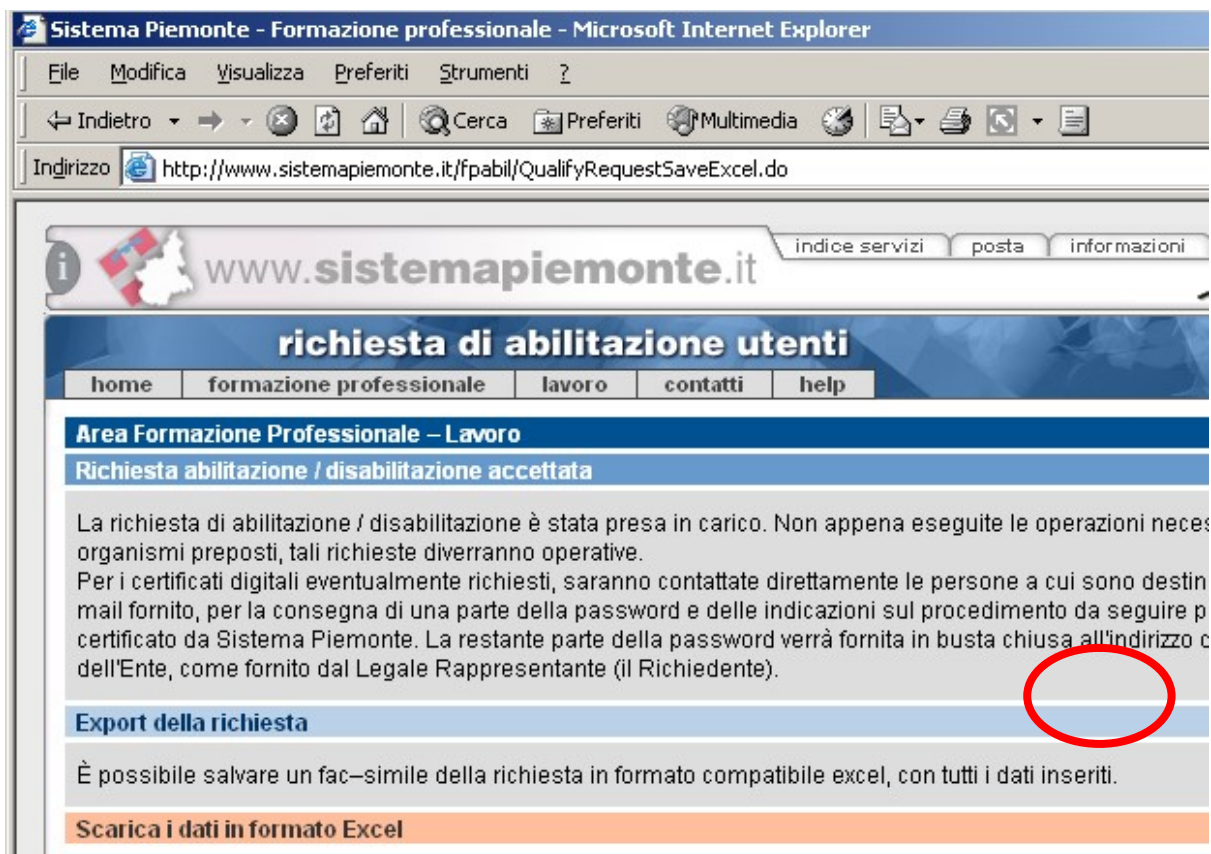 Sistema Piemonte - Formazione professionale - Microsoft Internet Explorer
File Modifica Visualizza Preferiti Strumenti ?
Indietro Cerca Preferiti Multimedia
Indirizzo http://www.sistemapiemonte.it/fpabil/QualifyRequestSaveExcel.do
i www.sistemapiemonte.it indice servizi posta informazioni
richiesta di abilitazione utenti
home formazione professionale lavoro contatti help
Area Formazione Professionale – Lavoro
Richiesta abilitazione / disabilitazione accettata
La richiesta di abilitazione / disabilitazione è stata presa in carico. Non appena eseguite le operazioni neces
organismi preposti, tali richieste diverranno operative.
Per i certificati digitali eventualmente richiesti, saranno contattate direttamente le persone a cui sono destin
mail fornito, per la consegna di una parte della password e delle indicazioni sul procedimento da seguire p
certificato da Sistema Piemonte. La restante parte della password verrà fornita in busta chiusa all'indirizzo
dell'Ente, come fornito dal Legale Rappresentante (il Richiedente).
Export della richiesta
È possibile salvare un fac–simile della richiesta in formato compatibile excel, con tutti i dati inseriti.
Scarica i dati in formato Excel